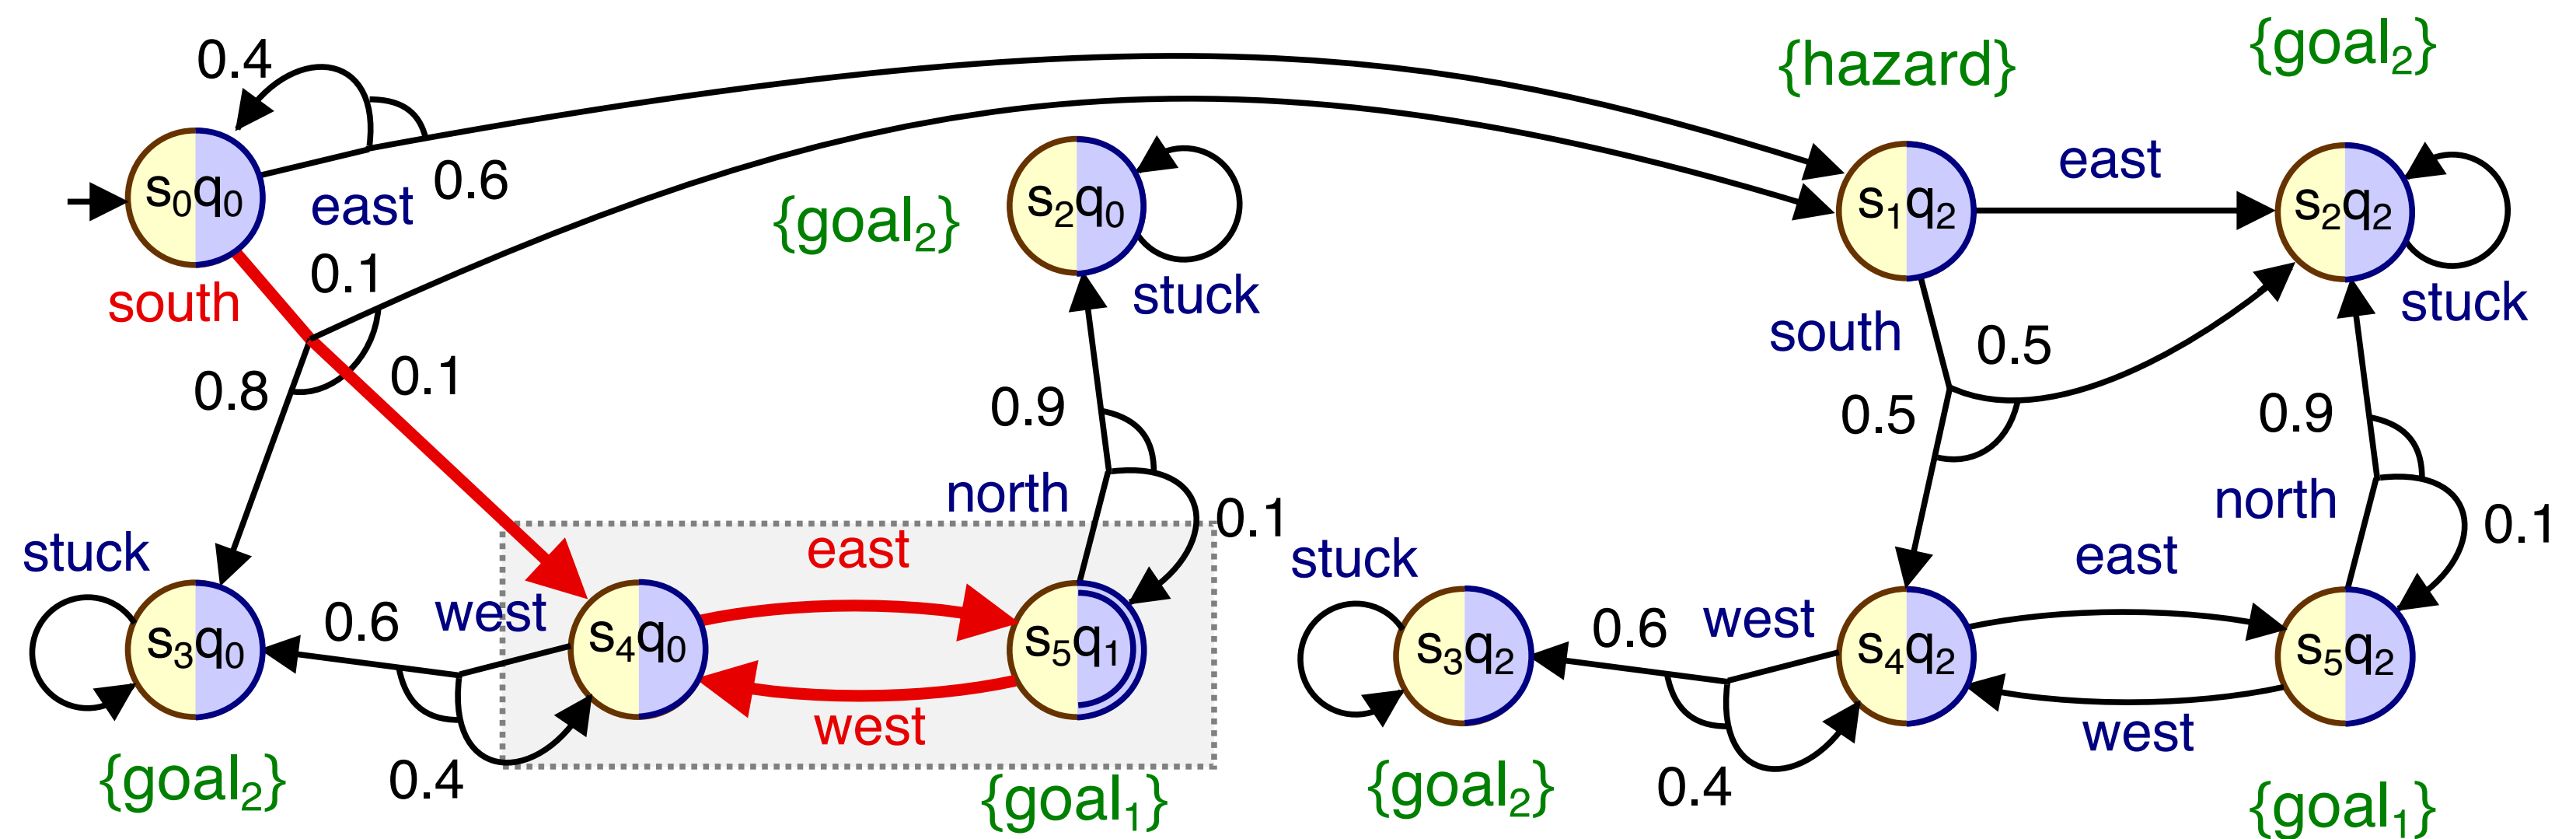 0.4
{hazard}
{goal₂}
s₀q₀
0.6
east
{goal₂}
s₂q₀
stuck
s₁q₂
east
s₂q₂
stuck
south
0.1
0.8
0.1
0.9
north
0.1
south
0.5
0.5
0.9
north
0.1
stuck
s₃q₀
{goal₂}
0.6
west
0.4
s₄q₀
east
west
s₅q₁
{goal₁}
stuck
s₃q₂
{goal₂}
0.6
west
0.4
s₄q₂
east
west
s₅q₂
{goal₁}